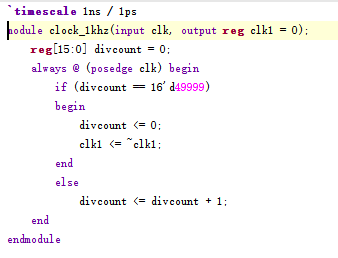 `timescale 1ns / 1ps
module clock_1khz(input clk, output reg clk1 = 0);
reg[15:0] divcount = 0;
always @ (posedge clk) begin
if (divcount == 16'd49999)
begin
divcount <= 0;
clk1 <= ~clk1;
end
else
divcount <= divcount + 1;
end
endmodule